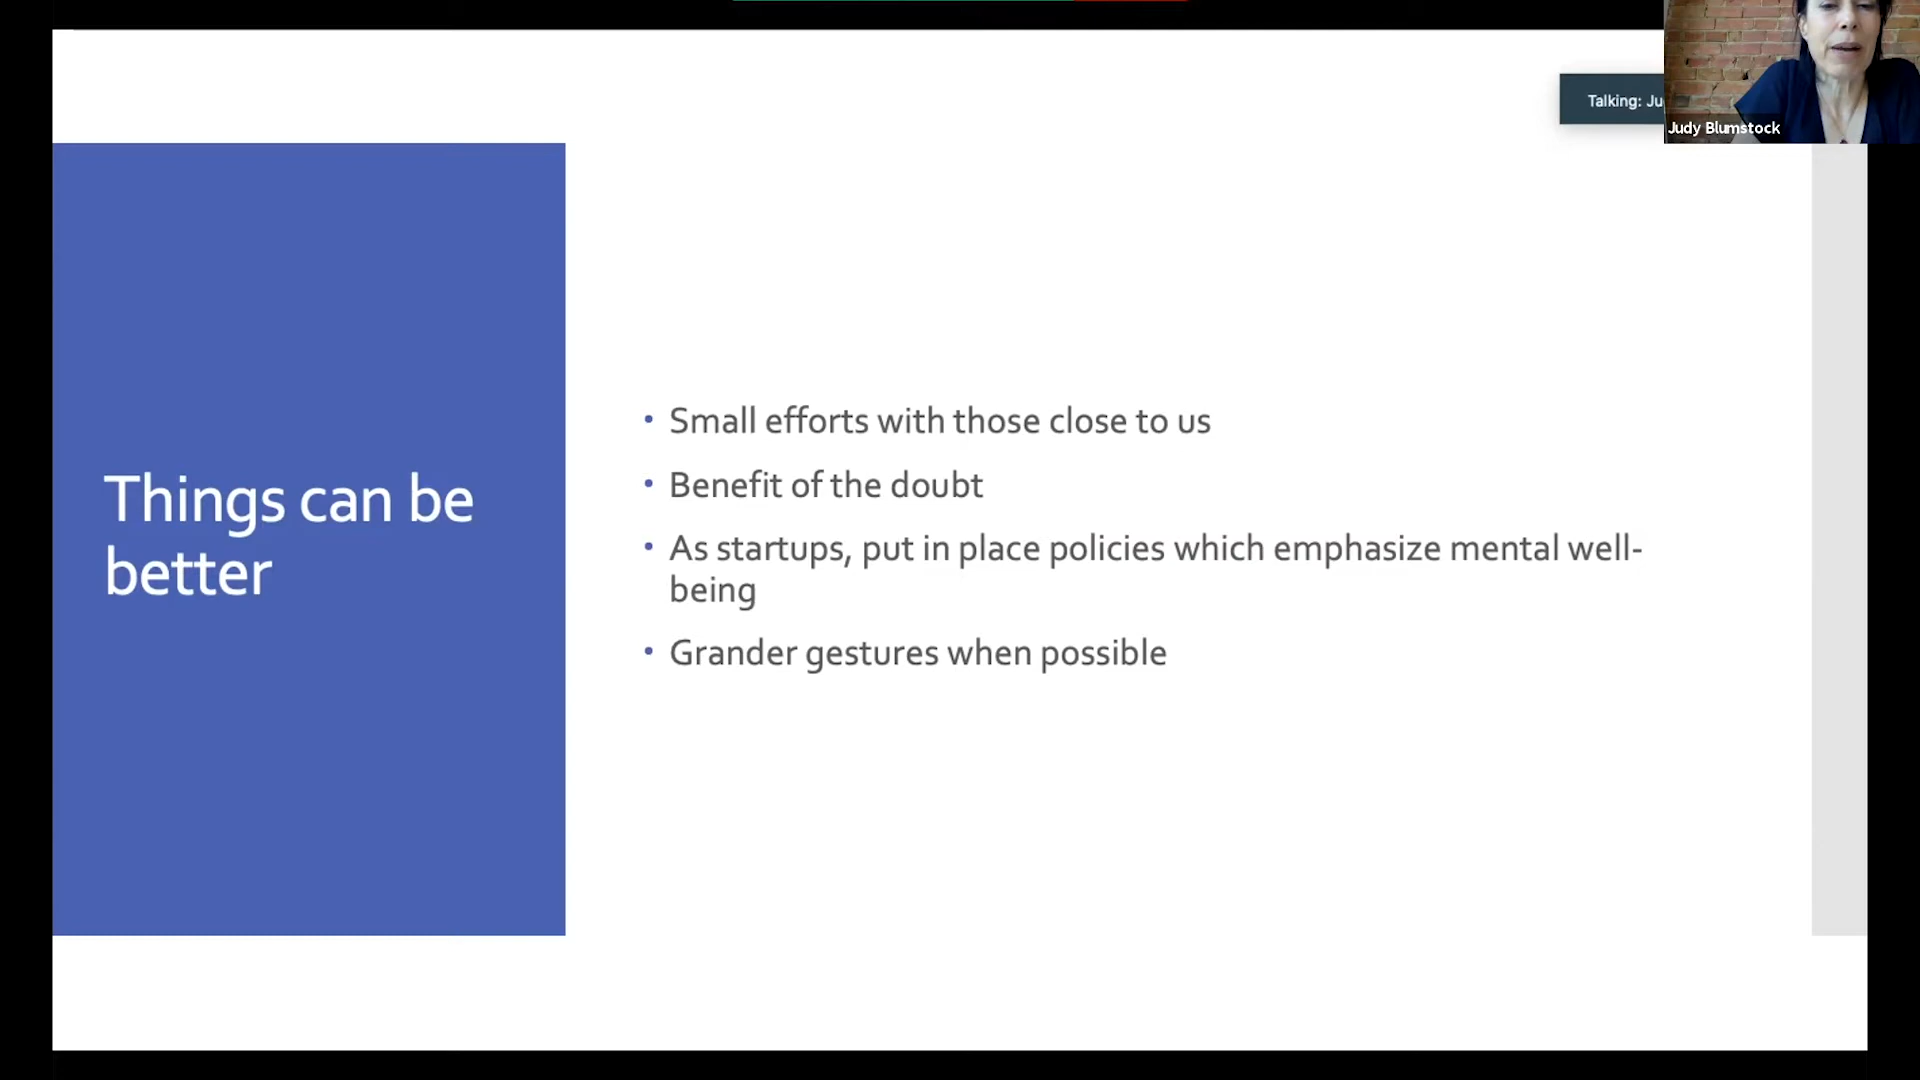 Talking: Ju
Judy Blumstock
Things can be
better
• Small efforts with those close to us
• Benefit of the doubt
• As startups, put in place policies which emphasize mental well-
being
• Grander gestures when possible